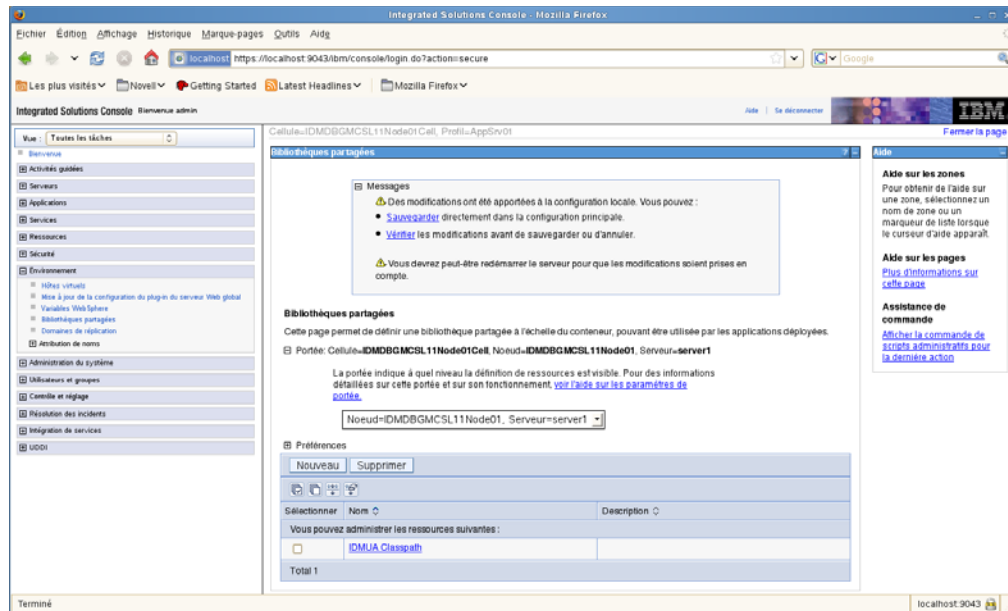 Integrated Solutions Console - Mozilla Firefox
Fichier Édition Affichage Historique Marque-pages Outils Aide
localhost https://localhost:9043/ibm/console/login.do?action=secure
Google
Les plus visités Novell Getting Started Latest Headlines Mozilla Firefox
Integrated Solutions Console Bienvenue admin
Aide | Se déconnecter
IBM
Vue : Toutes les tâches
Bienvenue
Activités guidées
Serveurs
Applications
Services
Ressources
Sécurité
Environnement
Hôtes virtuels
Mise à jour de la configuration du plug-in du serveur Web global
Variables WebSphere
Bibliothèques partagées
Domaines de réplication
Attribution de noms
Administration du système
Utilisateurs et groupes
Contrôle et réglage
Résolution des incidents
Intégration de services
UDDI
Cellule=IDMDBGMCSL11Node01Cell, Profil=AppSrv01
Fermer la page
Bibliothèques partagées
?
Messages
Des modifications ont été apportées à la configuration locale. Vous pouvez :
Sauvegarder directement dans la configuration principale.
Vérifier les modifications avant de sauvegarder ou d'annuler.
Vous devrez peut-être redémarrer le serveur pour que les modifications soient prises en
compte.
Bibliothèques partagées
Cette page permet de définir une bibliothèque partagée à l'échelle du conteneur, pouvant être utilisée par les applications déployées.
Portée: Cellule=IDMDBGMCSL11Node01Cell, Noeud=IDMDBGMCSL11Node01, Serveur=server1
La portée indique à quel niveau la définition de ressources est visible. Pour des informations
détaillées sur cette portée et sur son fonctionnement, voir l'aide sur les paramètres de
portée.
Noeud=IDMDBGMCSL11Node01, Serveur=server1
Préférences
Nouveau Supprimer
Sélectionner Nom Description
Vous pouvez administrer les ressources suivantes :
IDMUA Classpath
Total 1
Aide
Aide sur les zones
Pour obtenir de l'aide sur
une zone, sélectionnez un
nom de zone ou un
marqueur de liste lorsque
le curseur d'aide apparaît.
Aide sur les pages
Plus d'informations sur
cette page
Assistance de
commande
Afficher la commande de
scripts administratifs pour
la dernière action
Terminé
localhost:9043